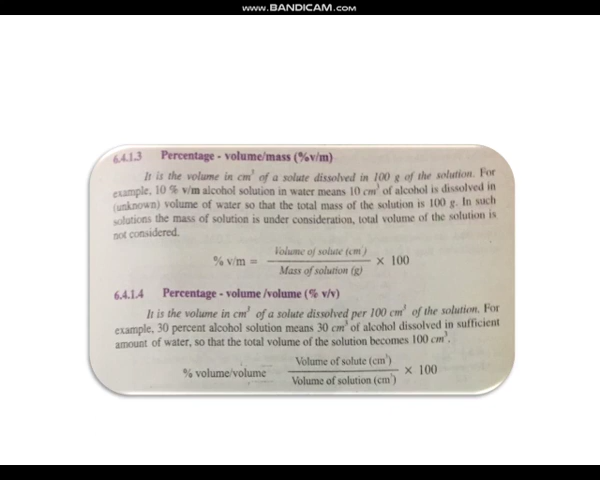 WWW.BANDICAM.COM
6.4.1.3 Percentage - volume/mass (%v/m)
It is the volume in cm³ of a solute dissolved in 100 g of the solution. For
example, 10 % v/m alcohol solution in water means 10 cm³ of alcohol is dissolved in
(unknown) volume of water so that the total mass of the solution is 100 g. In such
solutions the mass of solution is under consideration, total volume of the solution is
not considered.
% v/m = Volume of solute (cm³) / Mass of solution (g) × 100
6.4.1.4 Percentage - volume /volume (% v/v)
It is the volume in cm³ of a solute dissolved per 100 cm³ of the solution. For
example, 30 percent alcohol solution means 30 cm³ of alcohol dissolved in sufficient
amount of water, so that the total volume of the solution becomes 100 cm³.
% volume/volume Volume of solute (cm³) / Volume of solution (cm³) × 100